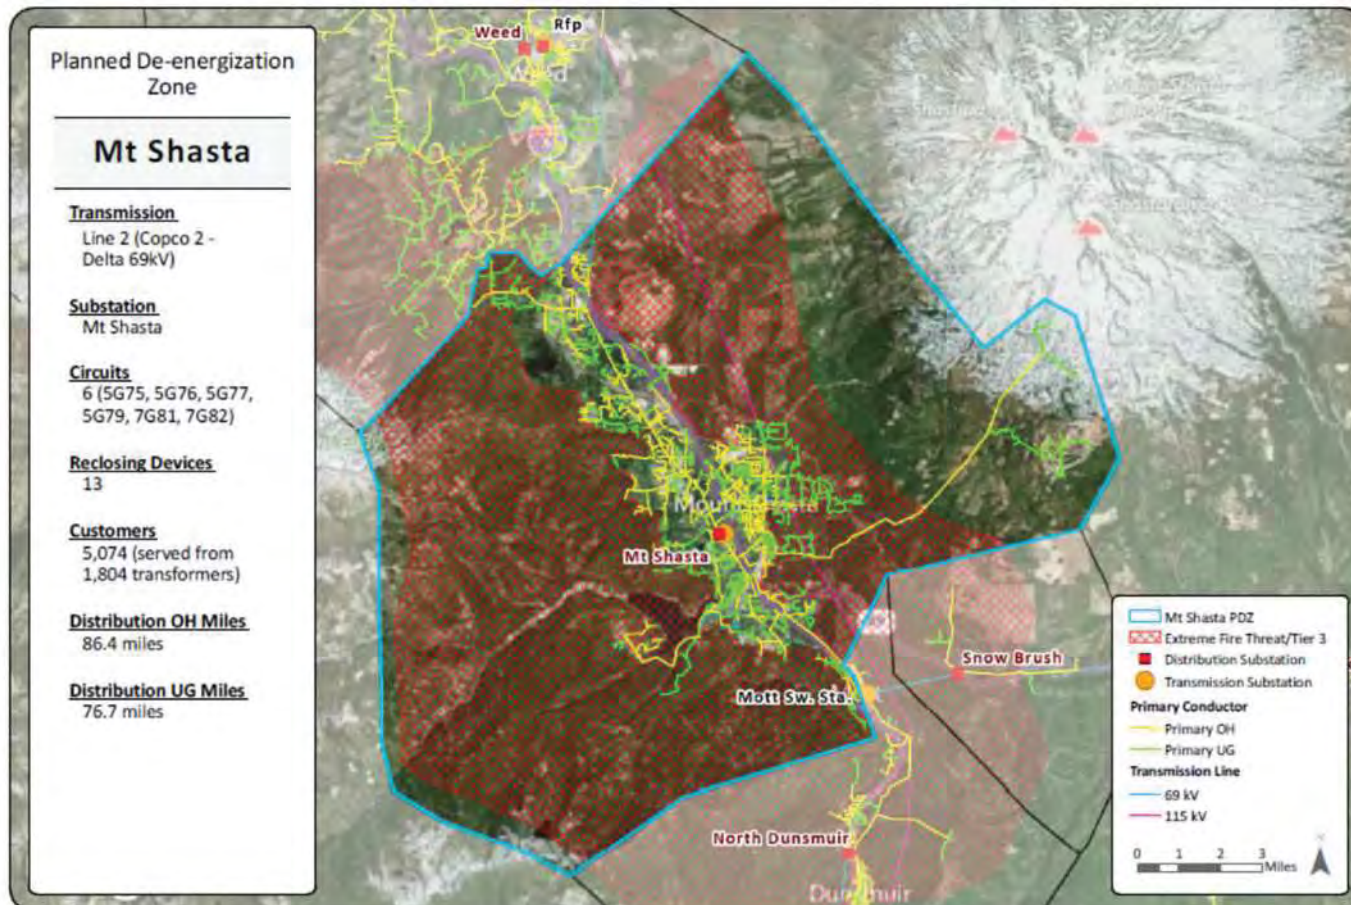 Planned De-energization
Zone
Mt Shasta
Transmission
Line 2 (Copco 2 -
Delta 69kV)
Substation
Mt Shasta
Circuits
6 (5G75, 5G76, 5G77,
5G79, 7G81, 7G82)
Reclosing Devices
13
Customers
5,074 (served from
1,804 transformers)
Distribution OH Miles
86.4 miles
Distribution UG Miles
76.7 miles
Rfp
Weed
Weed
Mt Shasta
Mott Sw. Sta.
Snow Brush
North Dunsmuir
Dunsmuir
Mt Shasta PDZ
Extreme Fire Threat/Tier 3
Distribution Substation
Transmission Substation
Primary Conductor
Primary OH
Primary UG
Transmission Line
69 kV
115 kV
0 1 2 3
Miles